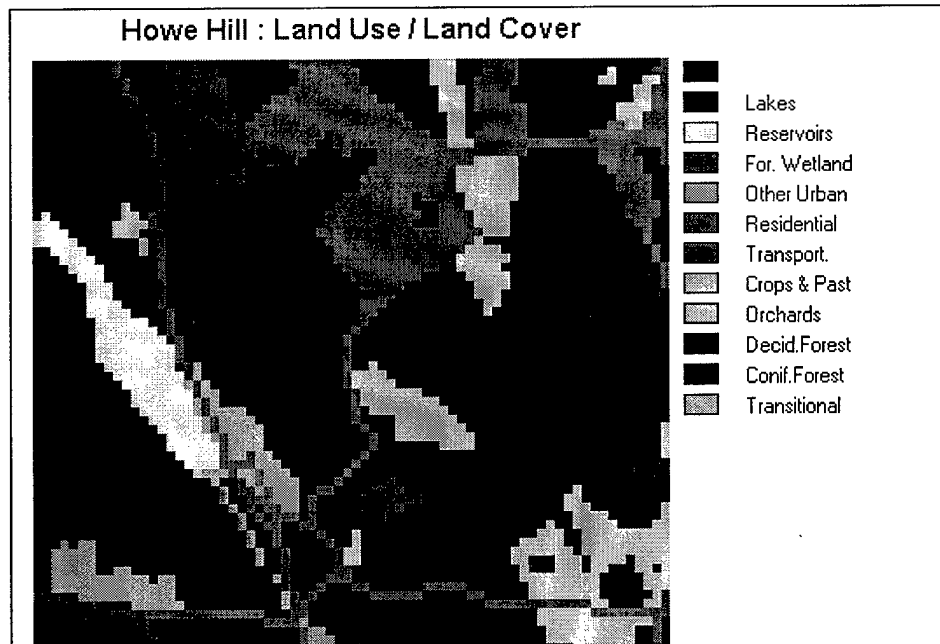 Howe Hill : Land Use / Land Cover
Lakes
Reservoirs
For. Wetland
Other Urban
Residential
Transport.
Crops & Past
Orchards
Decid.Forest
Conif.Forest
Transitional